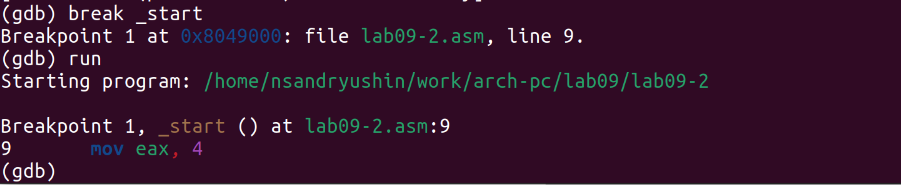 (gdb) break _start
Breakpoint 1 at 0x8049000: file lab09-2.asm, line 9.
(gdb) run
Starting program: /home/nsandryushin/work/arch-pc/lab09/lab09-2

Breakpoint 1, _start () at lab09-2.asm:9
9       mov eax, 4
(gdb)